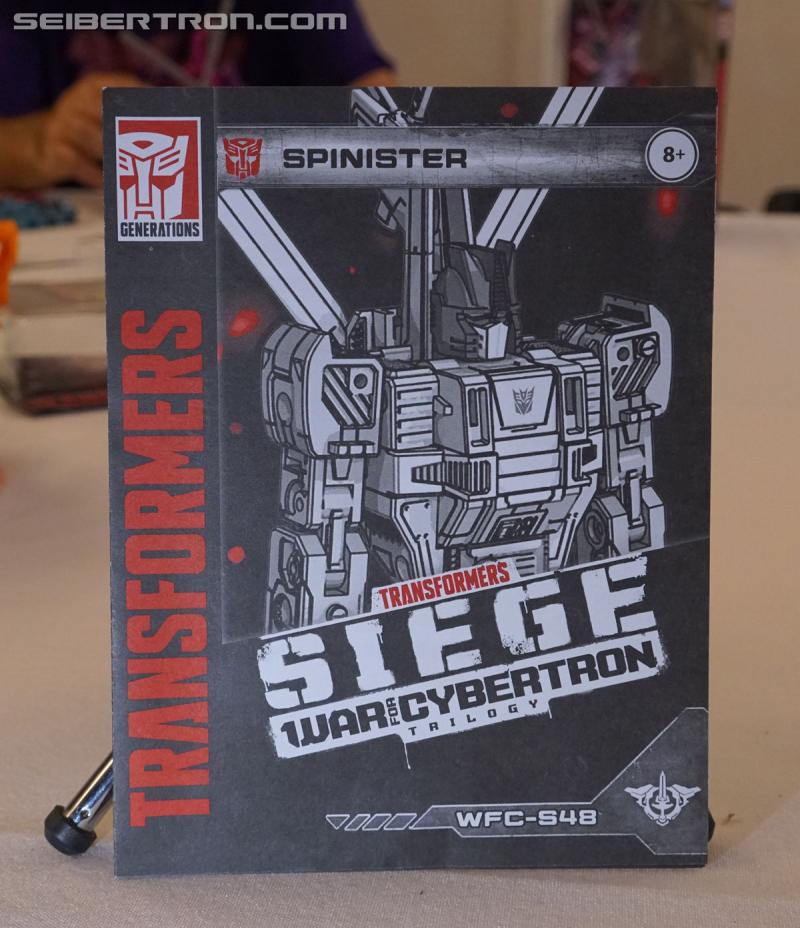 SEIBERTRON.COM
SPINISTER
8+
GENERATIONS
TRANSFORMERS
TRANSFORMERS
SIEGE
WAR FOR CYBERTRON
TRILOGY
WFC-S48